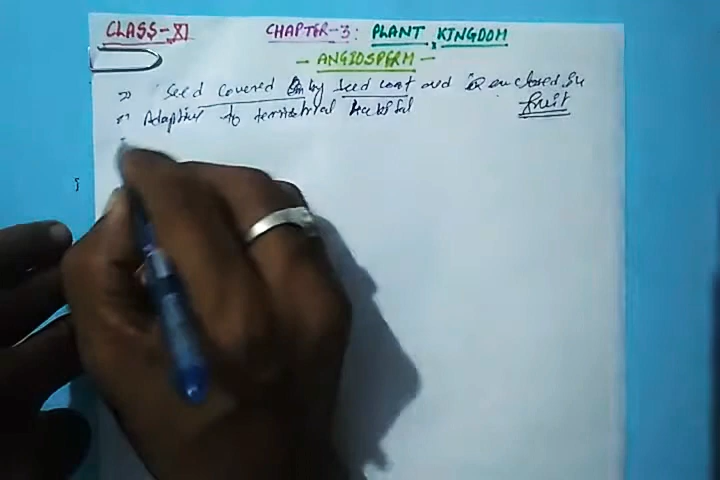 CLASS-XI
CHAPTER-3: PLANT KINGDOM
- ANGIOSPERM -
Seed covered by seed coat and is enclosed in
fruit
Adaptive to terrestrial